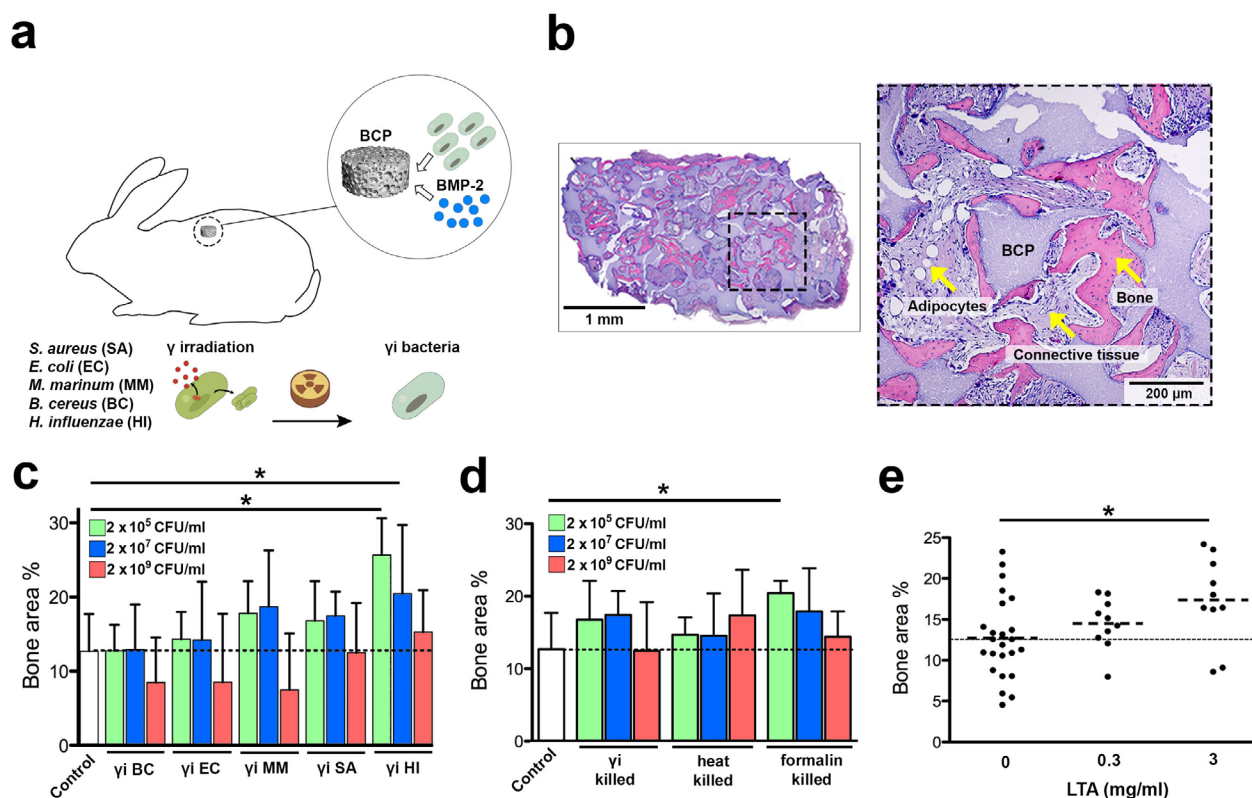 a
BCP
BMP-2
S. aureus (SA)
E. coli (EC)
M. marinum (MM)
B. cereus (BC)
H. influenzae (HI)
γ irradiation
γi bacteria
b
1 mm
BCP
Adipocytes
Bone
Connective tissue
200 µm
c
*
*
2 x 10⁵ CFU/ml
2 x 10⁷ CFU/ml
2 x 10⁹ CFU/ml
Bone area %
30
20
10
0
Control
γi BC
γi EC
γi MM
γi SA
γi HI
d
*
2 x 10⁵ CFU/ml
2 x 10⁷ CFU/ml
2 x 10⁹ CFU/ml
Bone area %
30
20
10
0
Control
γi
killed
heat
killed
formalin
killed
e
*
Bone area %
25
20
15
10
5
0
0
0.3
3
LTA (mg/ml)